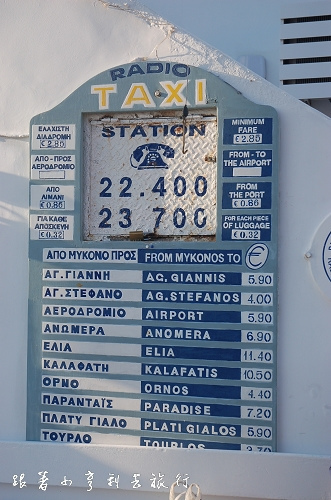 RADIO
TAXI
STATION
22.400
23.700
ΕΛΑΧΙΣΤΗ
ΔΙΑΔΡΟΜΗ
€ 2.85
ΑΠΟ - ΠΡΟΣ
ΑΕΡΟΔΡΟΜΙΟ
ΑΠΟ
ΛΙΜΑΝΙ
€ 0.86
ΓΙΑ ΚΑΘΕ
ΑΠΟΣΚΕΥΗ
€ 0.32
MINIMUM
FARE
€ 2.85
FROM - TO
THE AIRPORT
FROM
THE PORT
€ 0.86
FOR EACH PIECE
OF LUGGAGE
€ 0.32
ΑΠΟ ΜΥΚΟΝΟ ΠΡΟΣ FROM MYKONOS TO €
ΑΓ. ΓΙΑΝΝΗ AG. GIANNIS 5.90
ΑΓ. ΣΤΕΦΑΝΟ AG. STEFANOS 4.00
ΑΕΡΟΔΡΟΜΙΟ AIRPORT 5.90
ΑΝΩΜΕΡΑ ANOMERA 6.90
ΕΛΙΑ ELIA 11.40
ΚΑΛΑΦΑΤΗ KALAFATIS 10.50
ΟΡΝΟ ORNOS 4.40
ΠΑΡΑΝΤΑΪΣ PARADISE 7.20
ΠΛΑΤΥ ΓΙΑΛΟ PLATI GIALOS 5.90
ΤΟΥΡΛΟ TOURLOS 3.70
跟著小亨利去旅行